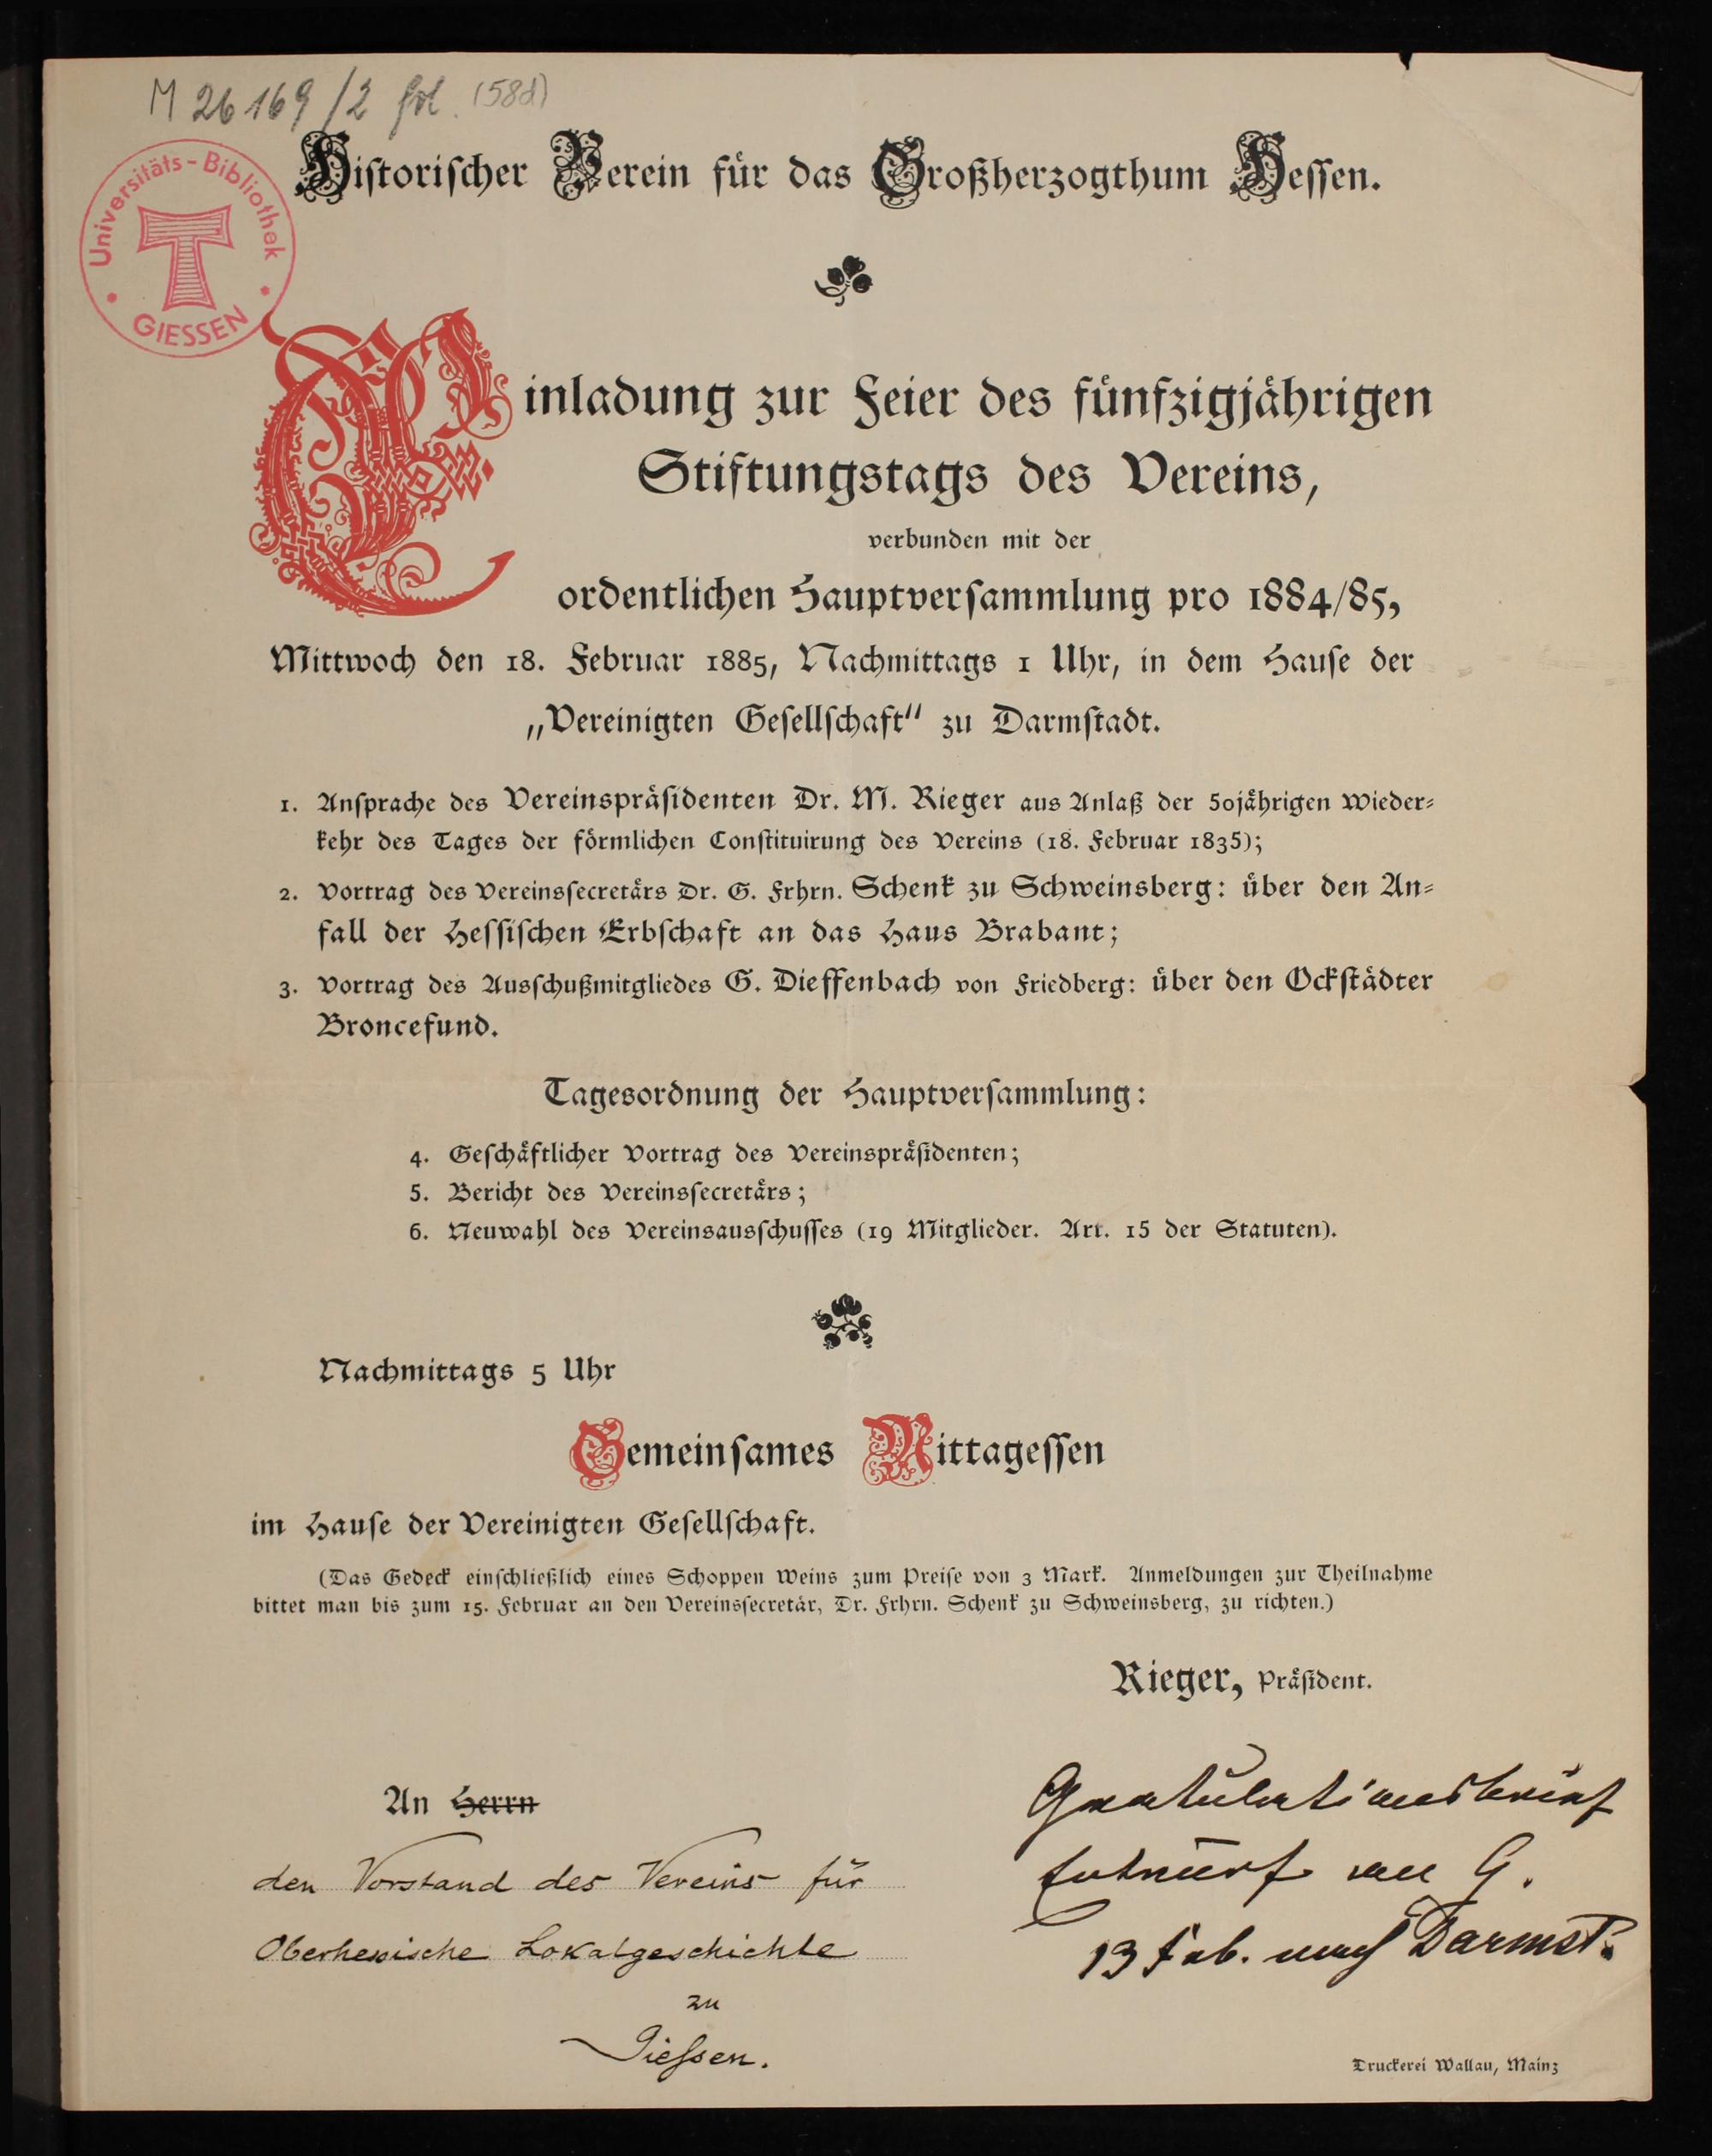 M 26169/2 fol. (58d)
Universitäts-Bibliothek
GIESSEN
Hiſtoriſcher Verein für das Großherzogthum Heſſen.
Einladung zur Feier des fünfzigjährigen
Stiftungstags des Vereins,
verbunden mit der
ordentlichen Hauptverſammlung pro 1884/85,
Mittwoch den 18. Februar 1885, Nachmittags 1 Uhr, in dem Hauſe der
„Vereinigten Geſellſchaft“ zu Darmſtadt.
1. Anſprache des Vereinspräſidenten Dr. M. Rieger aus Anlaß der 50jährigen Wieder⸗
kehr des Tages der förmlichen Conſtituirung des Vereins (18. Februar 1835);
2. Vortrag des Vereinsſecretärs Dr. G. Frhrn. Schenk zu Schweinsberg: über den An⸗
fall der Heſſiſchen Erbſchaft an das Haus Brabant;
3. Vortrag des Ausſchußmitgliedes G. Dieffenbach von Friedberg: über den Ockſtädter
Broncefund.
Tagesordnung der Hauptverſammlung:
4. Geſchäftlicher Vortrag des Vereinspräſidenten;
5. Bericht des Vereinsſecretärs;
6. Neuwahl des Vereinsausſchuſſes (19 Mitglieder. Art. 15 der Statuten).
Nachmittags 5 Uhr
Gemeinſames Mittageſſen
im Hauſe der Vereinigten Geſellſchaft.
(Das Gedeck einſchließlich eines Schoppen Weins zum Preiſe von 3 Mark. Anmeldungen zur Theilnahme
bittet man bis zum 15. Februar an den Vereinsſecretär, Dr. Frhrn. Schenk zu Schweinsberg, zu richten.)
Rieger, Präſident.
An Herrn
den Vorstand des Vereins für
Oberhessische Lokalgeschichte
zu
Gieſsen.
Gratulationsbrief
Entwurf von G.
13 Feb. nach Darmst.
Druckerei Wallau, Mainz